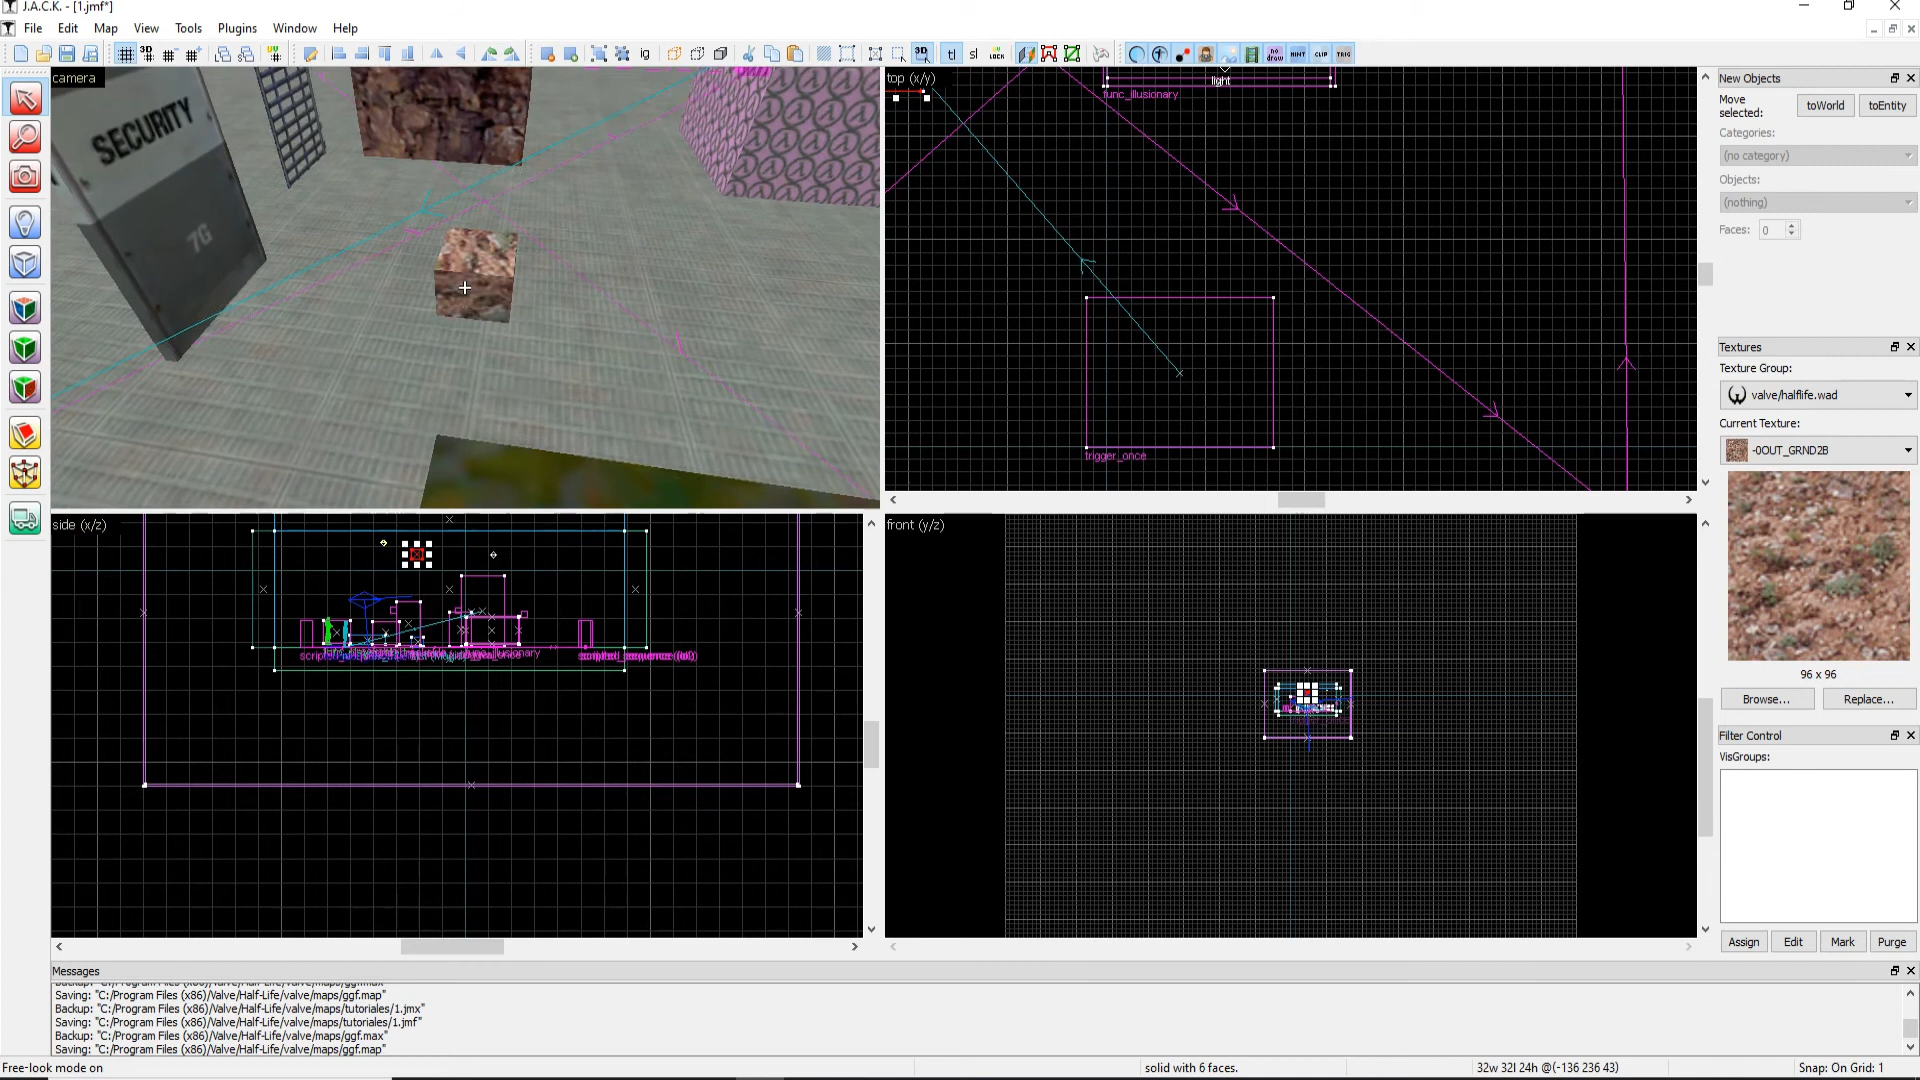 J.A.C.K. - [1.jmf*]
File Edit Map View Tools Plugins Window Help
camera
SECURITY
7G
top (x/y)
light
func_illusionary
trigger_once
side (x/z)
front (y/z)
New Objects
Move selected:
toWorld
toEntity
Categories:
(no category)
Objects:
(nothing)
Faces: 0
Textures
Texture Group:
valve/halflife.wad
Current Texture:
-0OUT_GRND2B
96 x 96
Browse...
Replace...
Filter Control
VisGroups:
Assign
Edit
Mark
Purge
Messages
Saving: "C:/Program Files (x86)/Valve/Half-Life/valve/maps/ggf.map"
Backup: "C:/Program Files (x86)/Valve/Half-Life/valve/maps/tutoriales/1.jmx"
Saving: "C:/Program Files (x86)/Valve/Half-Life/valve/maps/tutoriales/1.jmf"
Backup: "C:/Program Files (x86)/Valve/Half-Life/valve/maps/ggf.max"
Saving: "C:/Program Files (x86)/Valve/Half-Life/valve/maps/ggf.map"
Free-look mode on
solid with 6 faces.
32w 32l 24h @(-136 236 43)
Snap: On Grid: 1